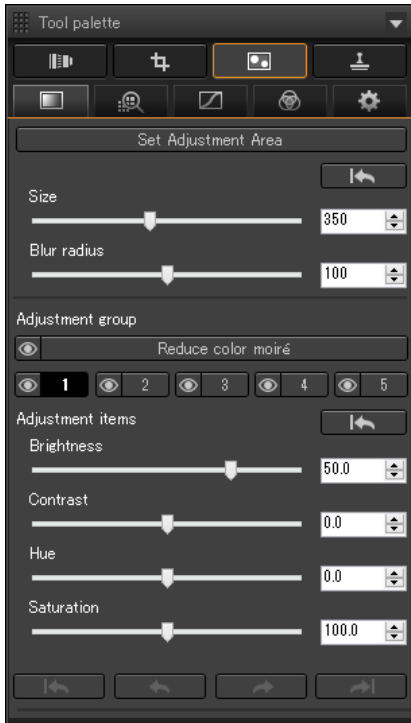 Tool palette
Set Adjustment Area
Size
350
Blur radius
100
Adjustment group
Reduce color moiré
1 2 3 4 5
Adjustment items
Brightness
50.0
Contrast
0.0
Hue
0.0
Saturation
100.0